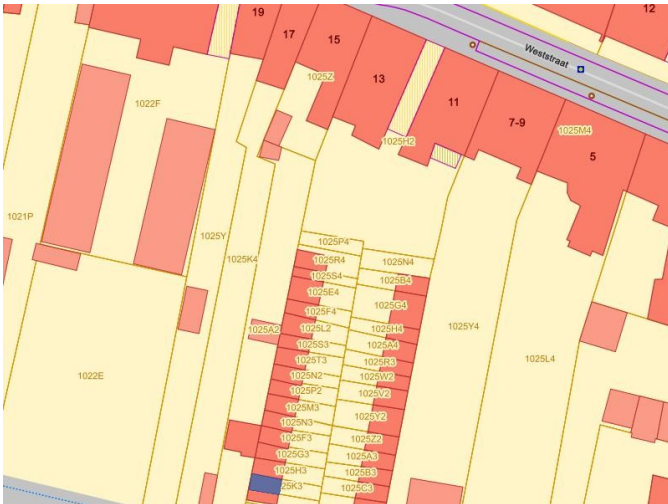 19
17
15
12
Weststraat
1025Z
13
1022F
11
7-9
1025M4
1025H2
5
1021P
1025Y
1025P4
1025K4
1025R4
1025N4
1025S4
1025B4
1025E4
1025G4
1025F4
1025Y4
1025A2
1025L2
1025H4
1025S3
1025A4
1025L4
1025T3
1025R3
1022E
1025N2
1025W2
1025P2
1025V2
1025M3
1025Y2
1025N3
1025F3
1025Z2
1025G3
1025A3
1025H3
1025B3
25K3
1025C3